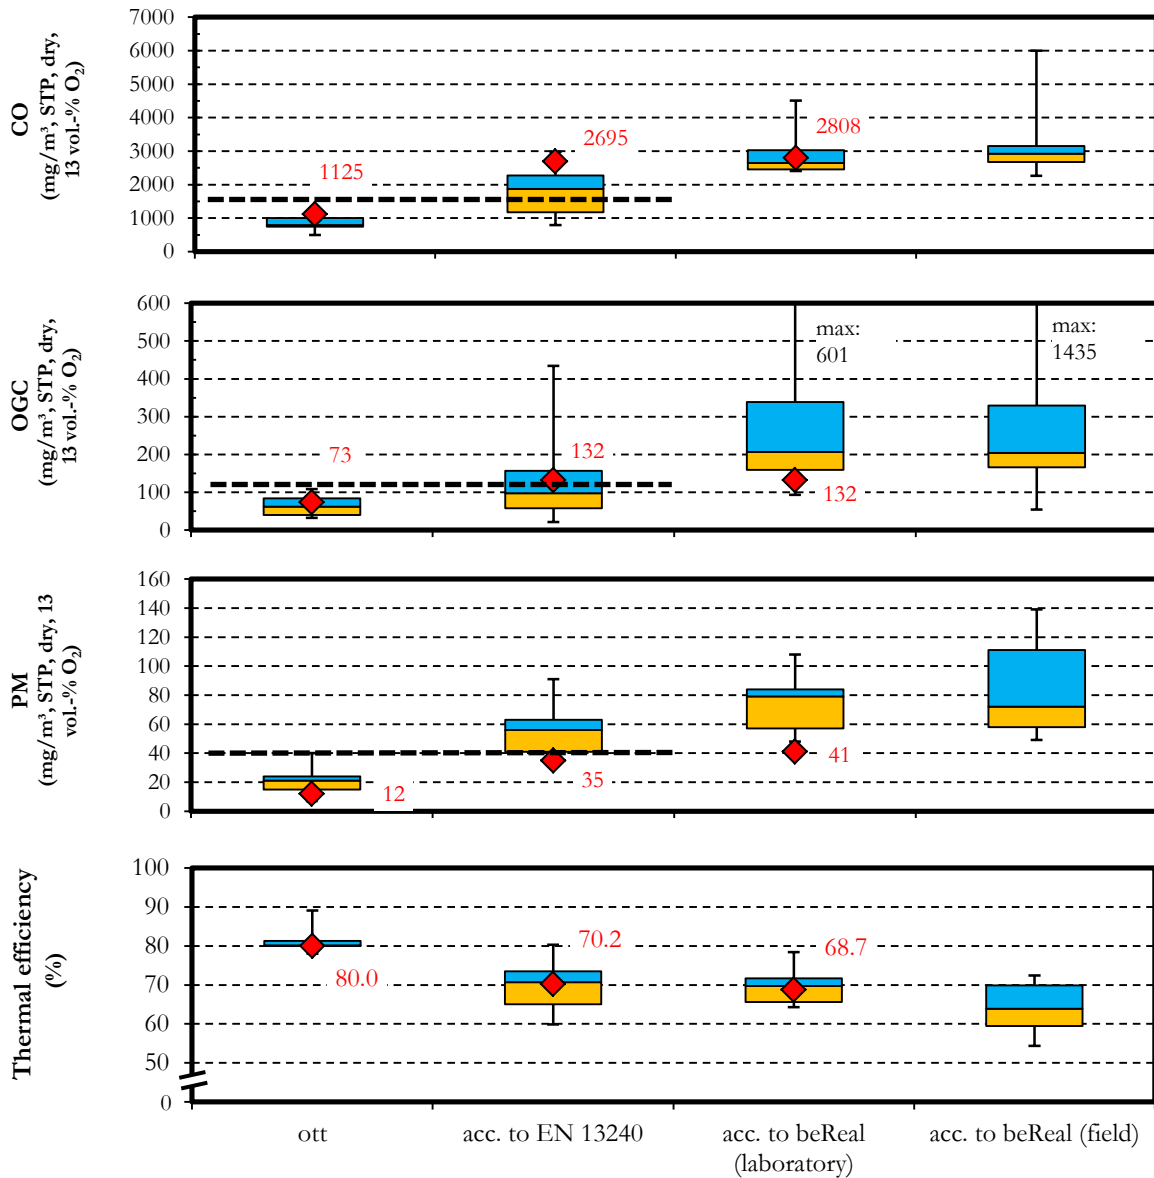 CO
(mg/m³, STP, dry,
13 vol.-% O₂)
7000
6000
5000
4000
3000
2000
1000
0
1125
2695
2808
OGC
(mg/m³, STP, dry,
13 vol.-% O₂)
600
500
400
300
200
100
0
73
132
132
max:
601
max:
1435
PM
(mg/m³, STP, dry, 13
vol.-% O₂)
160
140
120
100
80
60
40
20
0
12
35
41
Thermal efficiency
(%)
100
90
80
70
60
50
0
80.0
70.2
68.7
ott
acc. to EN 13240
acc. to beReal
(laboratory)
acc. to beReal (field)